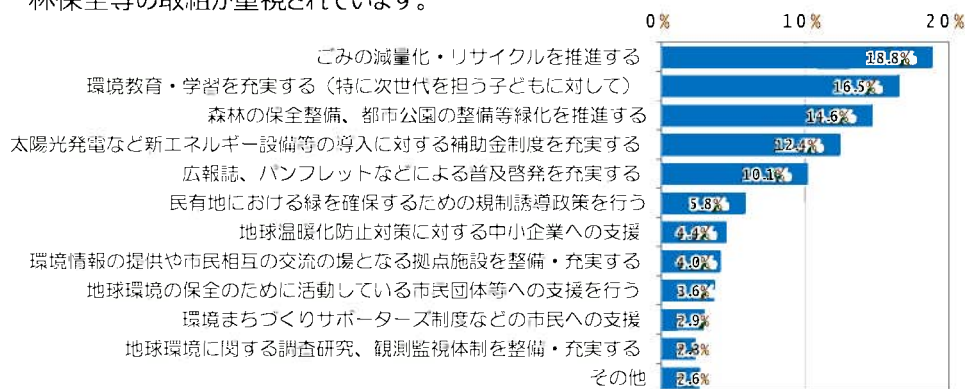 林保全等の取組が重視されています。
0% 10% 20%
ごみの減量化・リサイクルを推進する 18.8%
環境教育・学習を充実する（特に次世代を担う子どもに対して） 16.5%
森林の保全整備、都市公園の整備等緑化を推進する 14.6%
太陽光発電など新エネルギー設備等の導入に対する補助金制度を充実する 12.4%
広報誌、パンフレットなどによる普及啓発を充実する 10.1%
民有地における緑を確保するための規制誘導政策を行う 5.8%
地球温暖化防止対策に対する中小企業への支援 4.4%
環境情報の提供や市民相互の交流の場となる拠点施設を整備・充実する 4.0%
地球環境の保全のために活動している市民団体等への支援を行う 3.6%
環境まちづくりサポーターズ制度などの市民への支援 2.9%
地球環境に関する調査研究、観測監視体制を整備・充実する
その他 2.6%